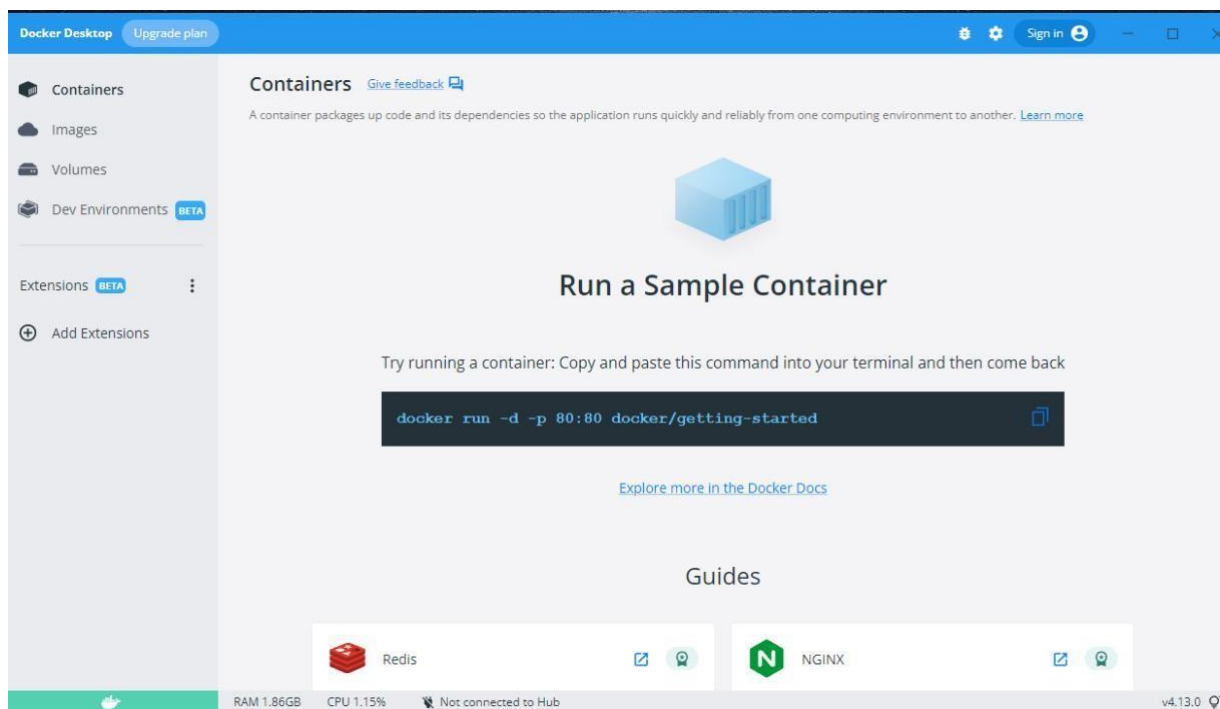 Docker Desktop Upgrade plan Sign in
Containers
Images
Volumes
Dev Environments BETA
Extensions BETA
Add Extensions
Containers Give feedback
A container packages up code and its dependencies so the application runs quickly and reliably from one computing environment to another. Learn more
Run a Sample Container
Try running a container: Copy and paste this command into your terminal and then come back
docker run -d -p 80:80 docker/getting-started
Explore more in the Docker Docs
Guides
Redis
NGINX
RAM 1.86GB CPU 1.15% Not connected to Hub v4.13.0